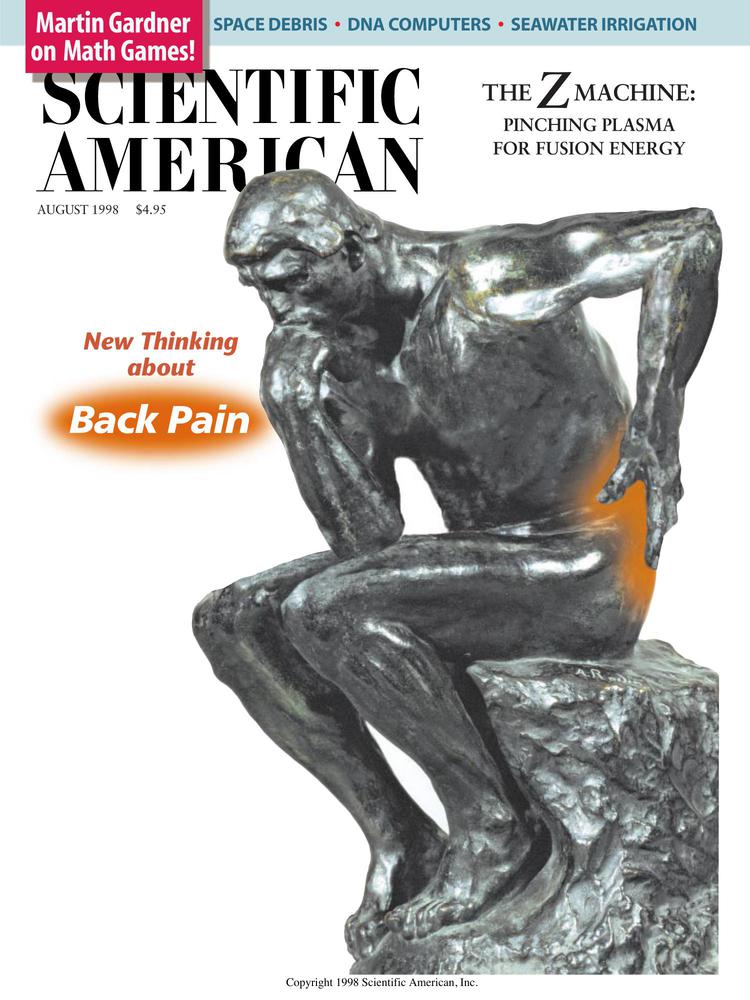 Martin Gardner
on Math Games!
SPACE DEBRIS • DNA COMPUTERS • SEAWATER IRRIGATION
SCIENTIFIC
AMERICAN
THE Z MACHINE:
PINCHING PLASMA
FOR FUSION ENERGY
AUGUST 1998 $4.95
New Thinking
about
Back Pain
Copyright 1998 Scientific American, Inc.